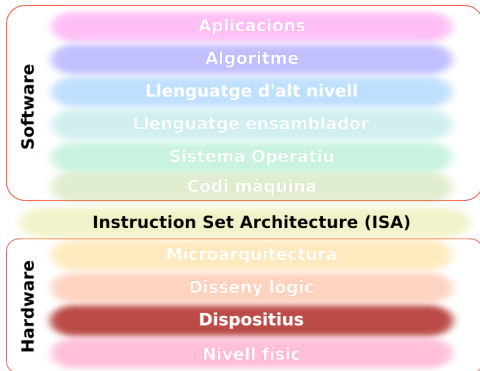 Software
Aplicacions
Algoritme
Llenguatge d'alt nivell
Llenguatge ensamblador
Sistema Operatiu
Codi màquina
Instruction Set Architecture (ISA)
Hardware
Microarquitectura
Disseny lògic
Dispositius
Nivell físic